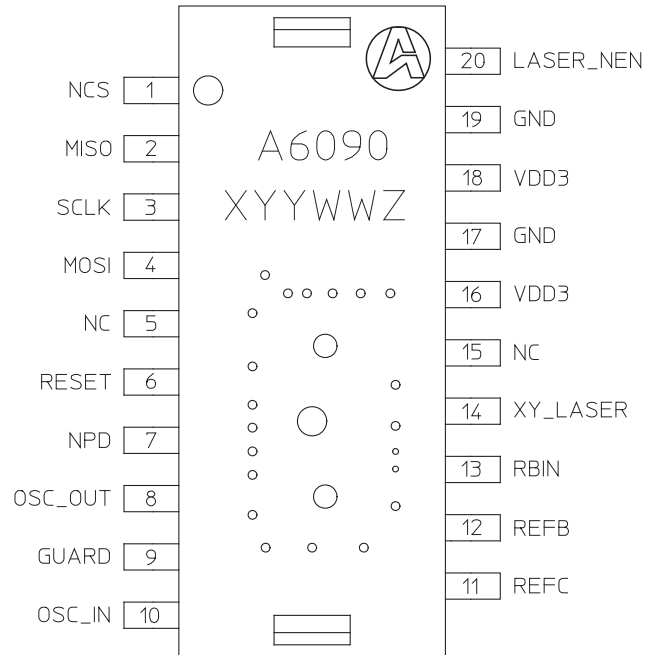 20 LASER_NEN
NCS 1
19 GND
MISO 2
A6090
18 VDD3
SCLK 3
XYYWWZ
17 GND
MOSI 4
16 VDD3
NC 5
15 NC
RESET 6
14 XY_LASER
NPD 7
13 RBIN
OSC_OUT 8
12 REFB
GUARD 9
11 REFC
OSC_IN 10